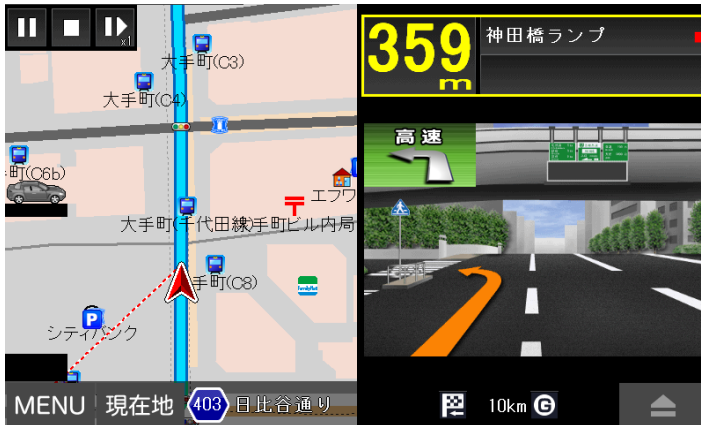 x1
大手町(C3)
大手町(C4)
町(C6b)
エフワ
大手町(千代田線)手町ビル内局
手町(C8)
FamilyMart
P
シティバンク
MENU
現在地
403
日比谷通り
359
m
神田橋ランプ
高速
10km G